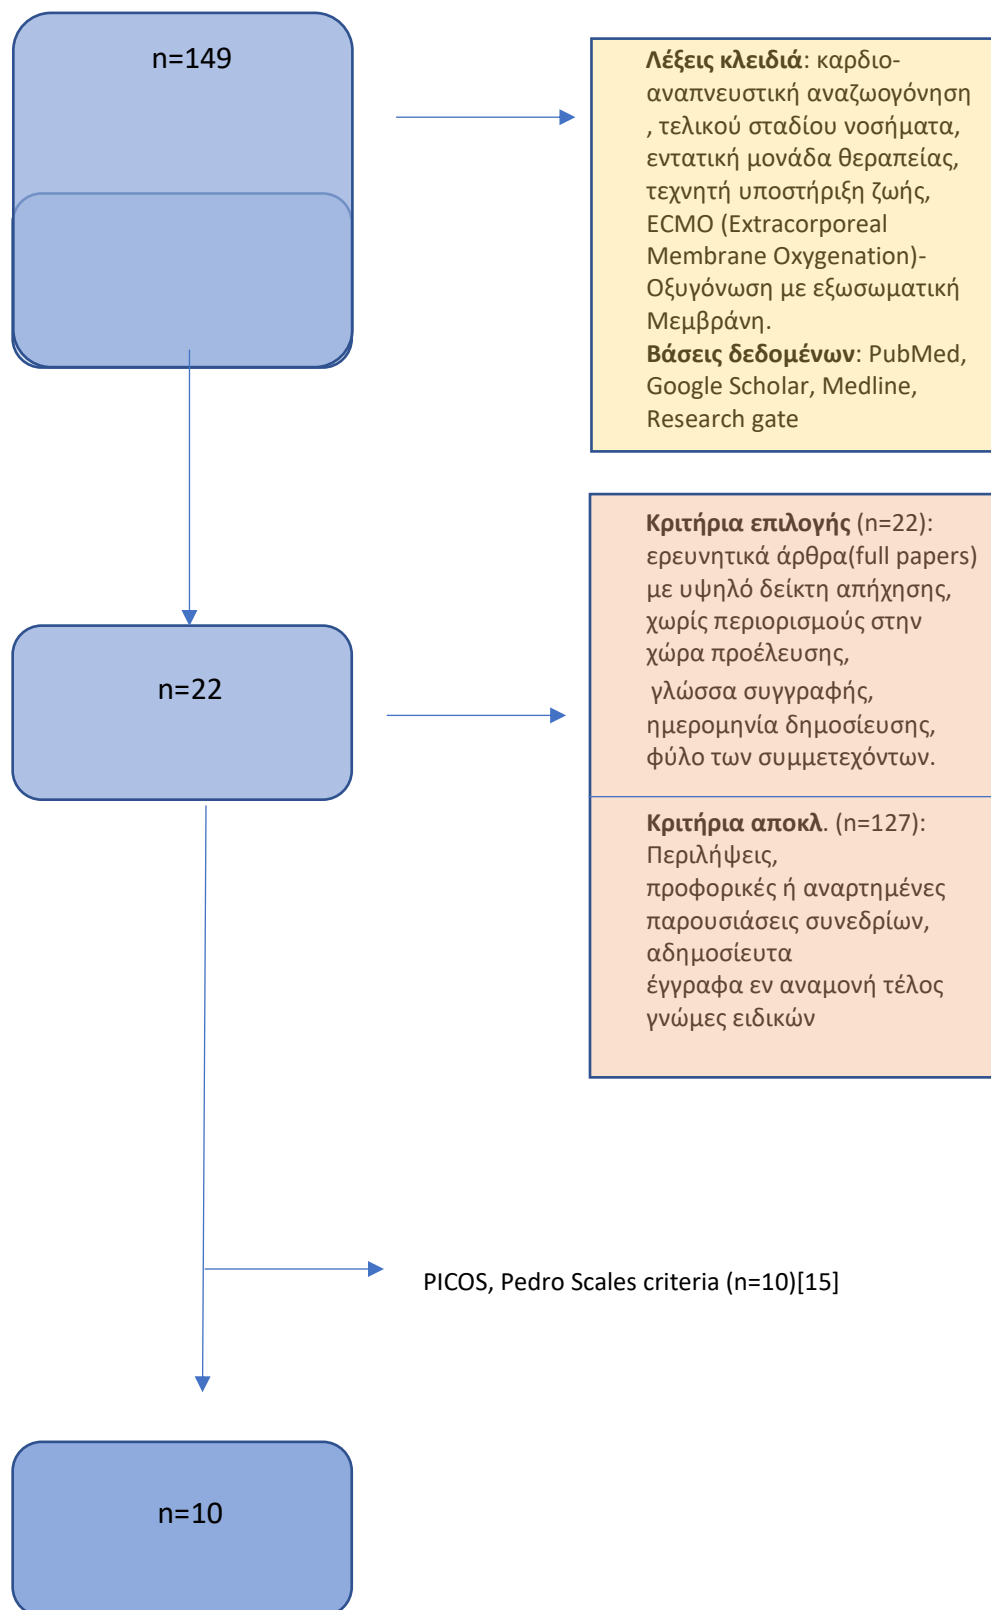 n=149
Λέξεις κλειδιά: καρδιο-
αναπνευστική αναζωογόνηση
, τελικού σταδίου νοσήματα,
εντατική μονάδα θεραπείας,
τεχνητή υποστήριξη ζωής,
ECMO (Extracorporeal
Membrane Oxygenation)-
Οξυγόνωση με εξωσωματική
Μεμβράνη.
Βάσεις δεδομένων: PubMed,
Google Scholar, Medline,
Research gate
n=22
Κριτήρια επιλογής (n=22):
ερευνητικά άρθρα(full papers)
με υψηλό δείκτη απήχησης,
χωρίς περιορισμούς στην
χώρα προέλευσης,
γλώσσα συγγραφής,
ημερομηνία δημοσίευσης,
φύλο των συμμετεχόντων.
Κριτήρια αποκλ. (n=127):
Περιλήψεις,
προφορικές ή αναρτημένες
παρουσιάσεις συνεδρίων,
αδημοσίευτα
έγγραφα εν αναμονή τέλος
γνώμες ειδικών
PICOS, Pedro Scales criteria (n=10)[15]
n=10